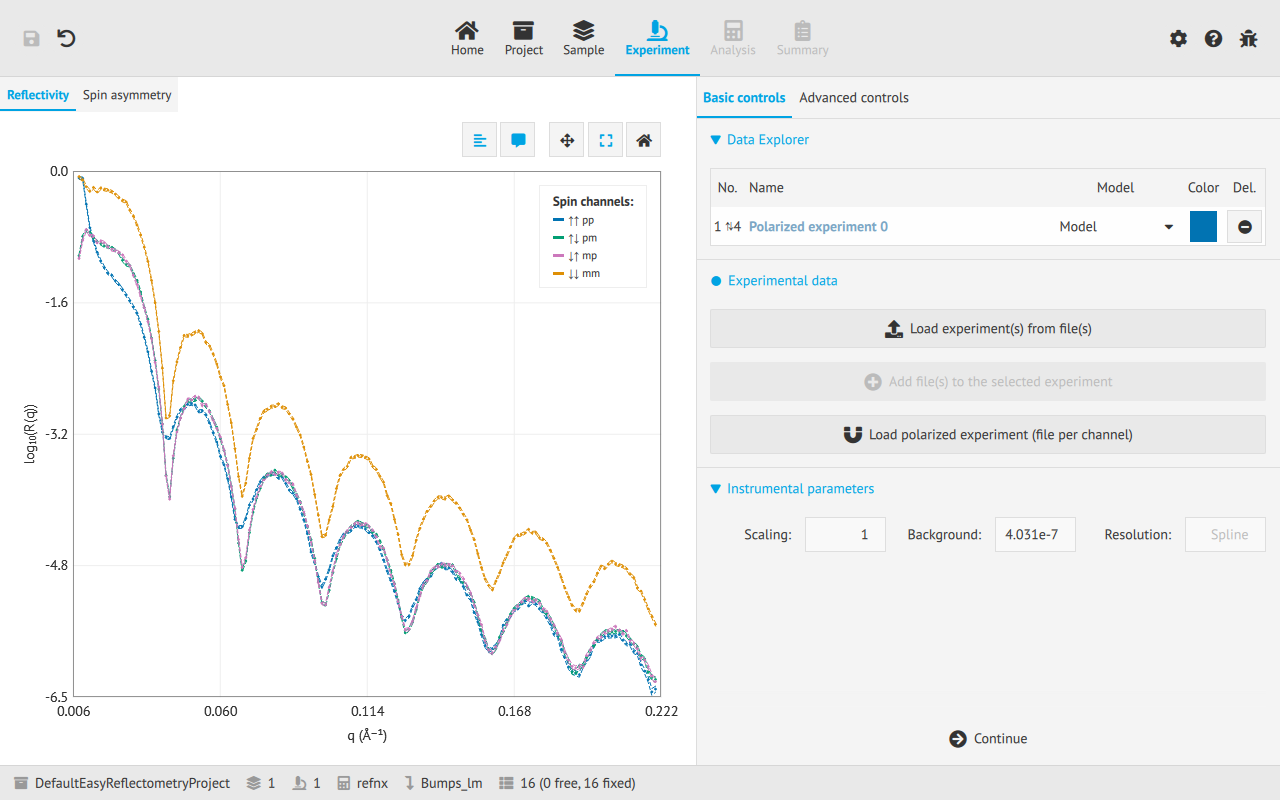 Home Project Sample Experiment Analysis Summary
Reflectivity Spin asymmetry
Basic controls Advanced controls
Data Explorer
No. Name Model Color Del.
1 ⇅4 Polarized experiment 0 Model
Experimental data
Load experiment(s) from file(s)
Add file(s) to the selected experiment
Load polarized experiment (file per channel)
Instrumental parameters
Scaling: 1 Background: 4.031e-7 Resolution: Spline
Continue
Spin channels:
↑↑ pp
↑↓ pm
↓↑ mp
↓↓ mm
0.0
-1.6
-3.2
-4.8
-6.5
log₁₀(R(q))
0.006 0.060 0.114 0.168 0.222
q (Å⁻¹)
DefaultEasyReflectometryProject 1 1 refnx Bumps_lm 16 (0 free, 16 fixed)